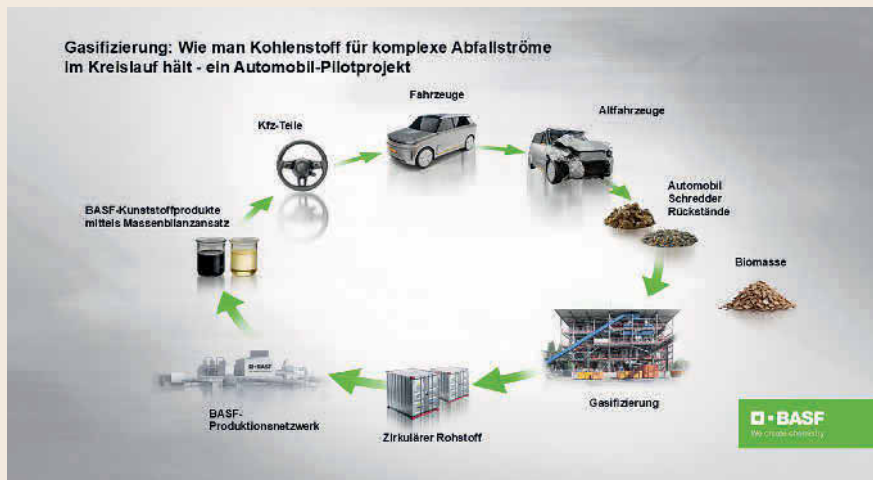 Gasifizierung: Wie man Kohlenstoff für komplexe Abfallströme
im Kreislauf hält - ein Automobil-Pilotprojekt
Fahrzeuge
Altfahrzeuge
Kfz-Teile
Automobil
Schredder
Rückstände
BASF-Kunststoffprodukte
mittels Massenbilanzansatz
Biomasse
BASF
Gasifizierung
BASF-
Produktionsnetzwerk
Zirkulärer Rohstoff
BASF
We create chemistry